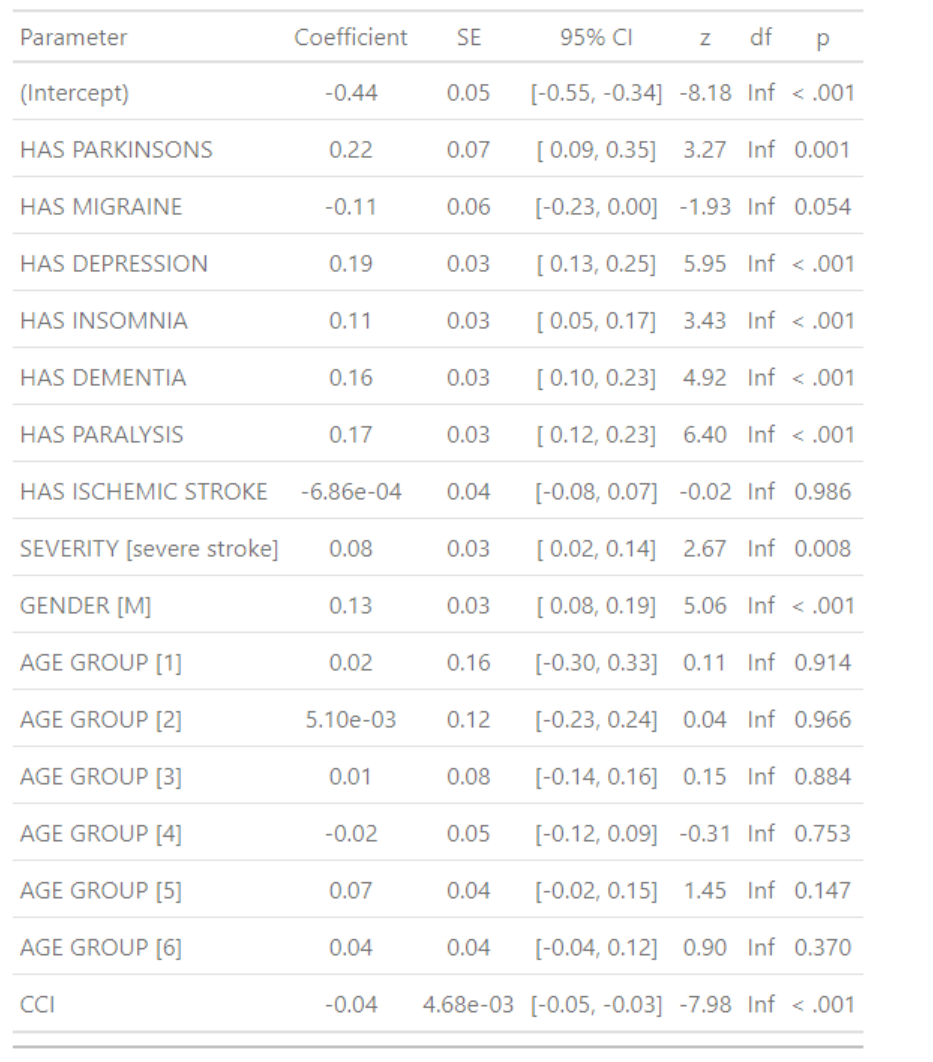 Parameter Coefficient SE 95% CI z df p
(Intercept) -0.44 0.05 [-0.55, -0.34] -8.18 Inf < .001
HAS PARKINSONS 0.22 0.07 [ 0.09, 0.35] 3.27 Inf 0.001
HAS MIGRAINE -0.11 0.06 [-0.23, 0.00] -1.93 Inf 0.054
HAS DEPRESSION 0.19 0.03 [ 0.13, 0.25] 5.95 Inf < .001
HAS INSOMNIA 0.11 0.03 [ 0.05, 0.17] 3.43 Inf < .001
HAS DEMENTIA 0.16 0.03 [ 0.10, 0.23] 4.92 Inf < .001
HAS PARALYSIS 0.17 0.03 [ 0.12, 0.23] 6.40 Inf < .001
HAS ISCHEMIC STROKE -6.86e-04 0.04 [-0.08, 0.07] -0.02 Inf 0.986
SEVERITY [severe stroke] 0.08 0.03 [ 0.02, 0.14] 2.67 Inf 0.008
GENDER [M] 0.13 0.03 [ 0.08, 0.19] 5.06 Inf < .001
AGE GROUP [1] 0.02 0.16 [-0.30, 0.33] 0.11 Inf 0.914
AGE GROUP [2] 5.10e-03 0.12 [-0.23, 0.24] 0.04 Inf 0.966
AGE GROUP [3] 0.01 0.08 [-0.14, 0.16] 0.15 Inf 0.884
AGE GROUP [4] -0.02 0.05 [-0.12, 0.09] -0.31 Inf 0.753
AGE GROUP [5] 0.07 0.04 [-0.02, 0.15] 1.45 Inf 0.147
AGE GROUP [6] 0.04 0.04 [-0.04, 0.12] 0.90 Inf 0.370
CCI -0.04 4.68e-03 [-0.05, -0.03] -7.98 Inf < .001